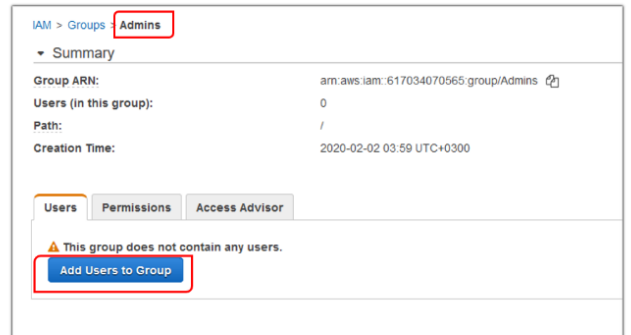 IAM > Groups > Admins
Summary
Group ARN: arn:aws:iam::617034070565:group/Admins
Users (in this group): 0
Path: /
Creation Time: 2020-02-02 03:59 UTC+0300
Users Permissions Access Advisor
This group does not contain any users.
Add Users to Group